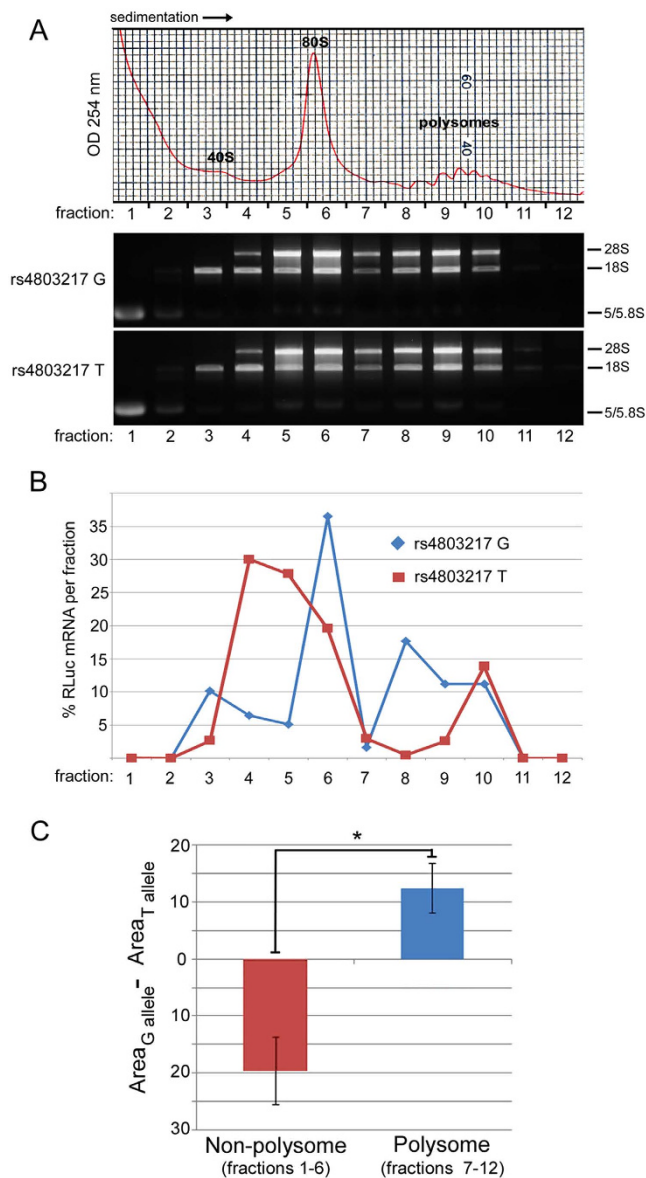 A
sedimentation
80S
60
OD 254 nm
polysomes
40S
40
fraction: 1 2 3 4 5 6 7 8 9 10 11 12
rs4803217 G
28S
18S
5/5.8S
rs4803217 T
28S
18S
5/5.8S
fraction: 1 2 3 4 5 6 7 8 9 10 11 12
B
% RLuc mRNA per fraction
35
30
25
20
15
10
5
rs4803217 G
rs4803217 T
fraction: 1 2 3 4 5 6 7 8 9 10 11 12
C
*
Area G allele - Area T allele
20
10
0
10
20
30
Non-polysome
(fractions 1-6)
Polysome
(fractions 7-12)